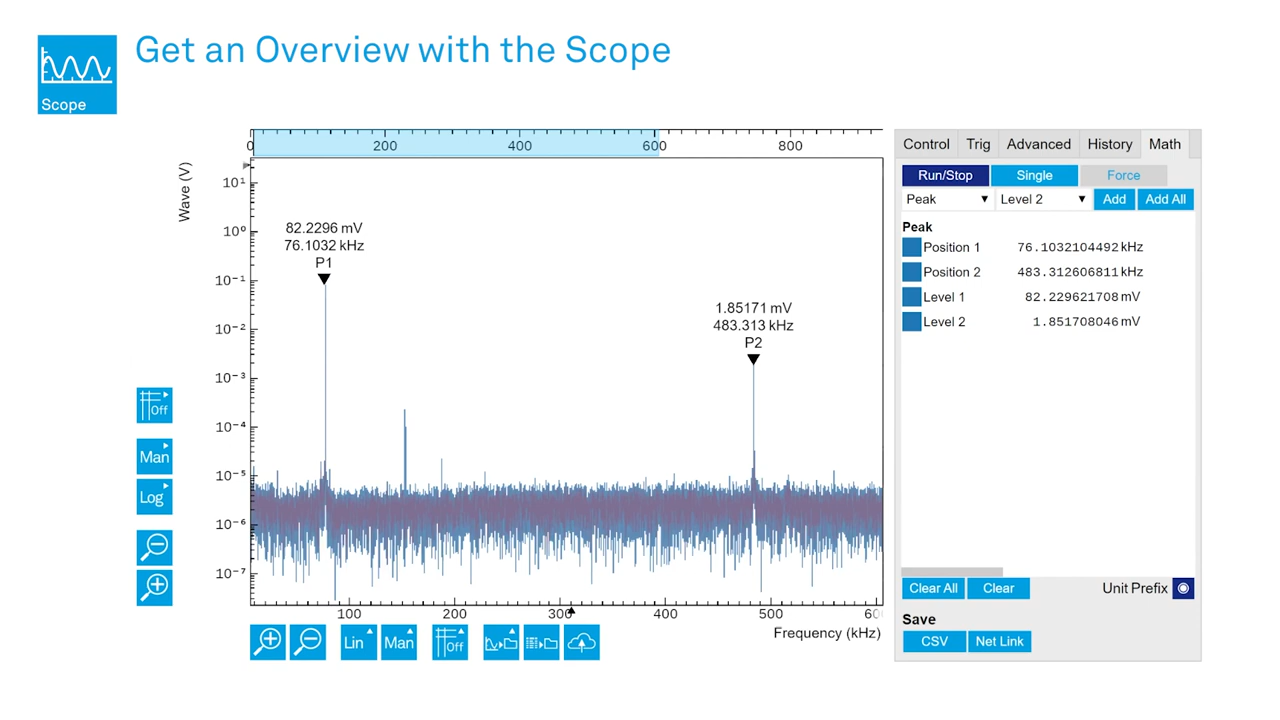 Get an Overview with the Scope
Scope
0 200 400 600 800
Wave (V)
10¹
10⁰
10⁻¹
10⁻²
10⁻³
10⁻⁴
10⁻⁵
10⁻⁶
10⁻⁷
82.2296 mV
76.1032 kHz
P1
1.85171 mV
483.313 kHz
P2
100 200 300 400 500
Frequency (kHz)
Off
Man
Log
Lin
Man
Off
Control Trig Advanced History Math
Run/Stop Single Force
Peak Level 2 Add Add All
Peak
Position 1 76.1032104492 kHz
Position 2 483.312606811 kHz
Level 1 82.229621708 mV
Level 2 1.851708046 mV
Clear All Clear Unit Prefix
Save
CSV Net Link